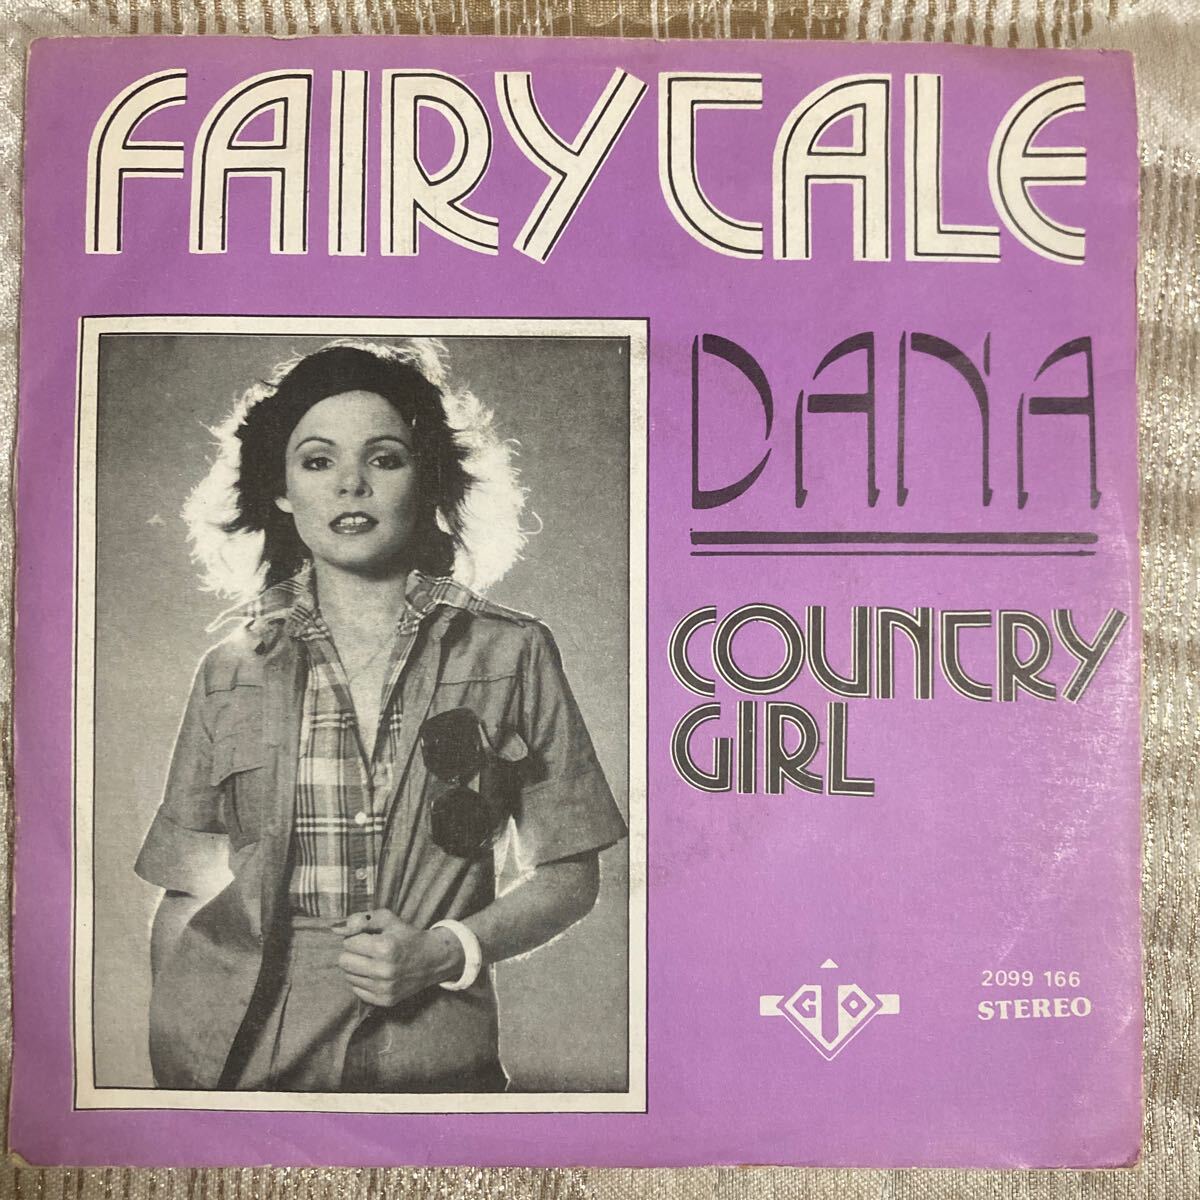 FAIRYTALE
DANA
COUNTRY
GIRL
GTO
2099 166
STEREO